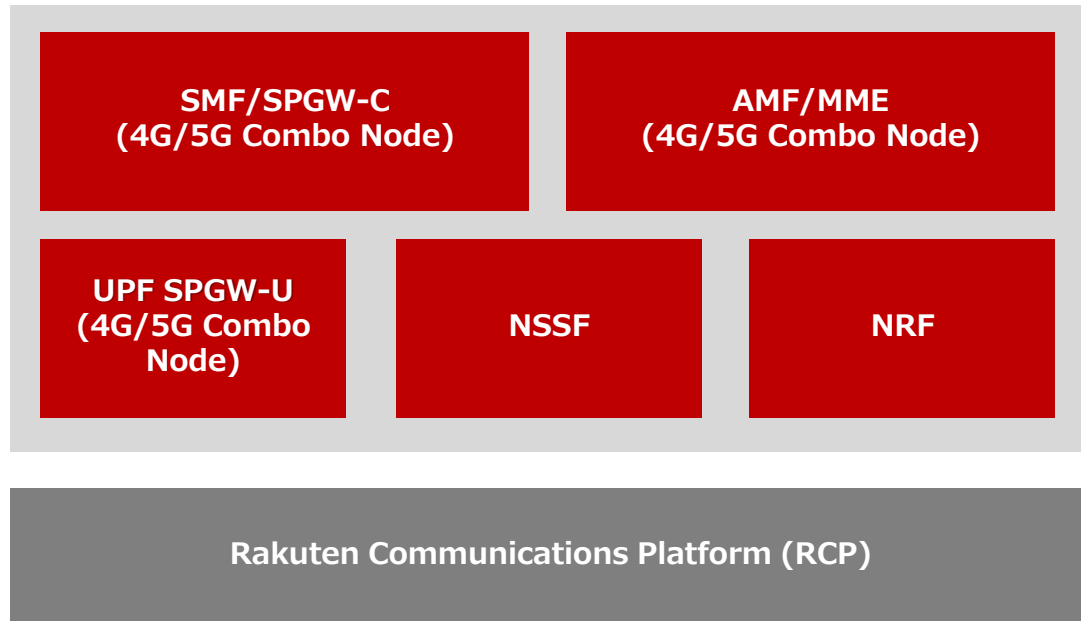 SMF/SPGW-C
(4G/5G Combo Node)
AMF/MME
(4G/5G Combo Node)
UPF SPGW-U
(4G/5G Combo
Node)
NSSF
NRF
Rakuten Communications Platform (RCP)